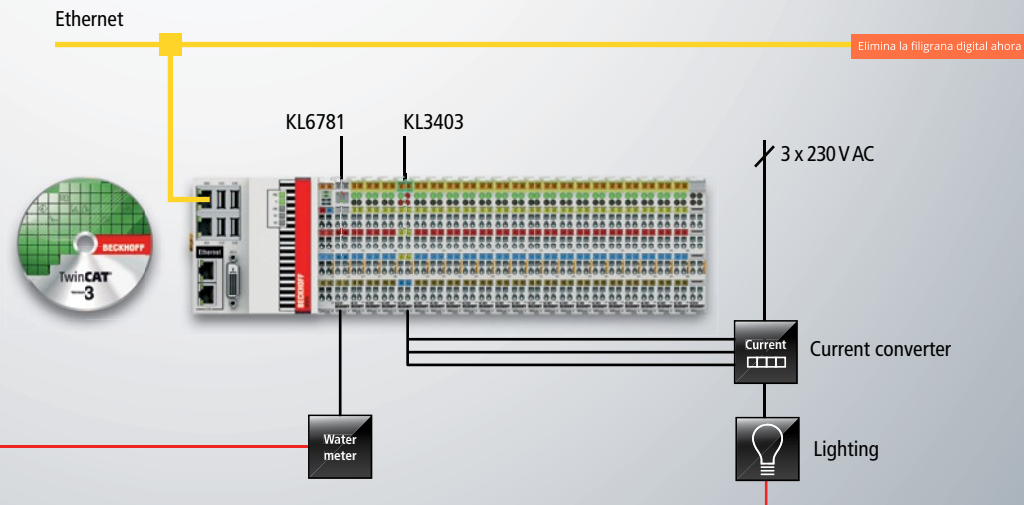 Ethernet
Elimina la filigrana digital ahora
KL6781
KL3403
3 x 230 V AC
BECKHOFF
TwinCAT
3
Ethernet
BECKHOFF
Current
Current converter
Water
meter
Lighting